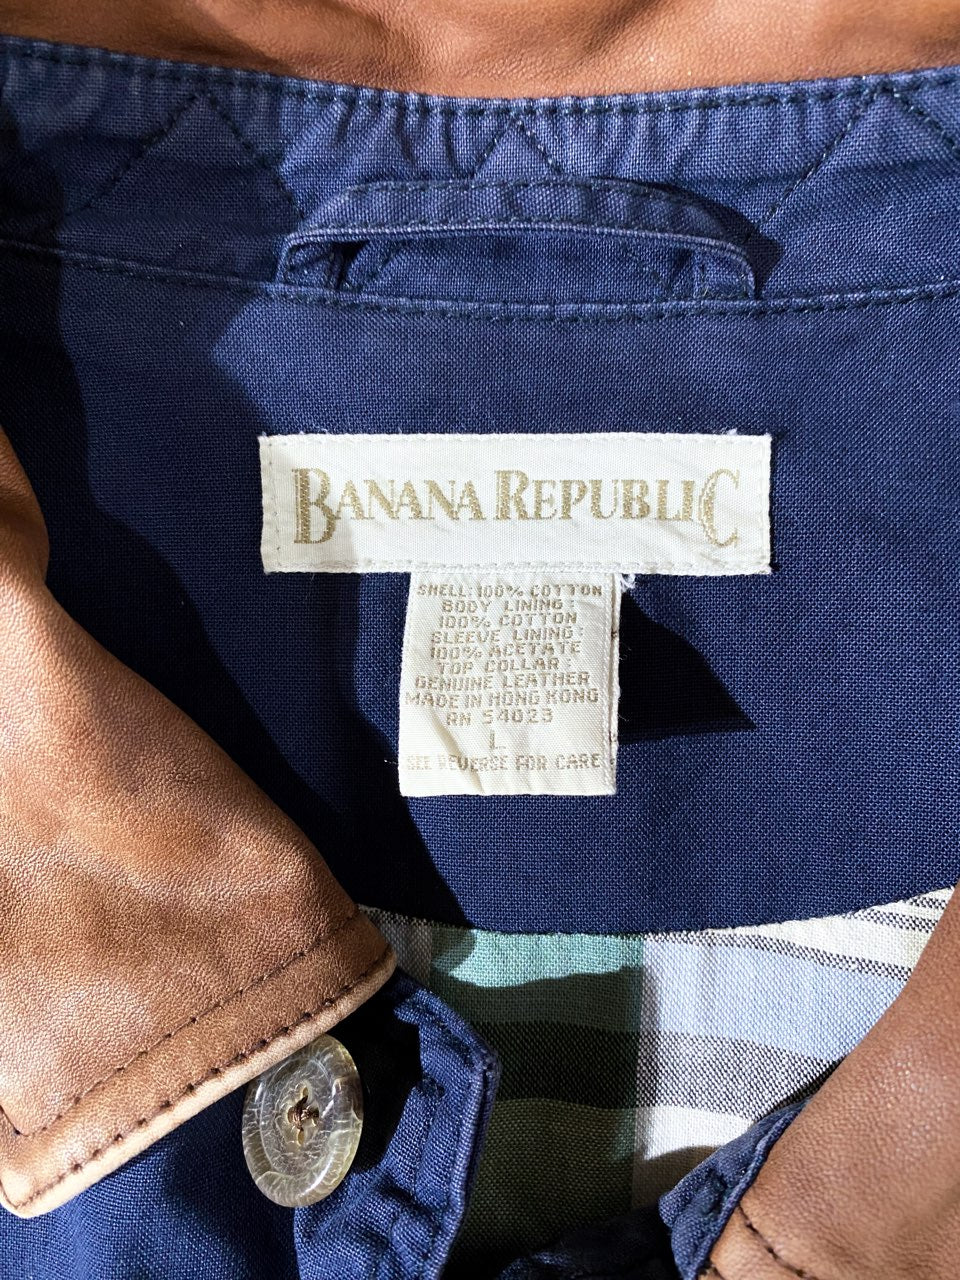 BANANA REPUBLIC
SHELL: 100% COTTON
BODY LINING:
100% COTTON
SLEEVE LINING:
100% ACETATE
TOP COLLAR:
GENUINE LEATHER
MADE IN HONG KONG
RN 54023
L
SEE REVERSE FOR CARE